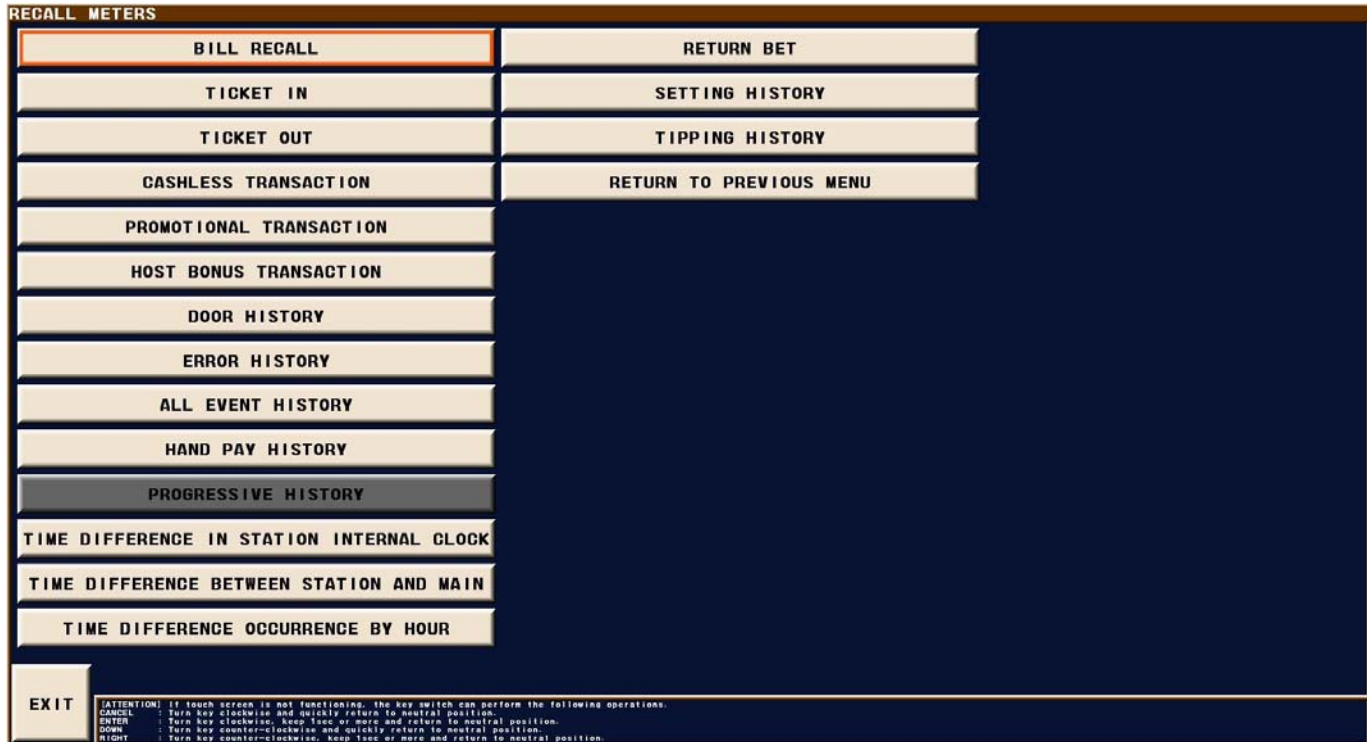 RECALL METERS
BILL RECALL
TICKET IN
TICKET OUT
CASHLESS TRANSACTION
PROMOTIONAL TRANSACTION
HOST BONUS TRANSACTION
DOOR HISTORY
ERROR HISTORY
ALL EVENT HISTORY
HAND PAY HISTORY
PROGRESSIVE HISTORY
TIME DIFFERENCE IN STATION INTERNAL CLOCK
TIME DIFFERENCE BETWEEN STATION AND MAIN
TIME DIFFERENCE OCCURRENCE BY HOUR
RETURN BET
SETTING HISTORY
TIPPING HISTORY
RETURN TO PREVIOUS MENU
EXIT
[ATTENTION] If touch screen is not functioning, the key switch can perform the following operations.
CANCEL : Turn key clockwise and quickly return to neutral position.
ENTER : Turn key clockwise, keep 1sec or more and return to neutral position.
DOWN : Turn key counter-clockwise and quickly return to neutral position.
RIGHT : Turn key counter-clockwise, keep 1sec or more and return to neutral position.